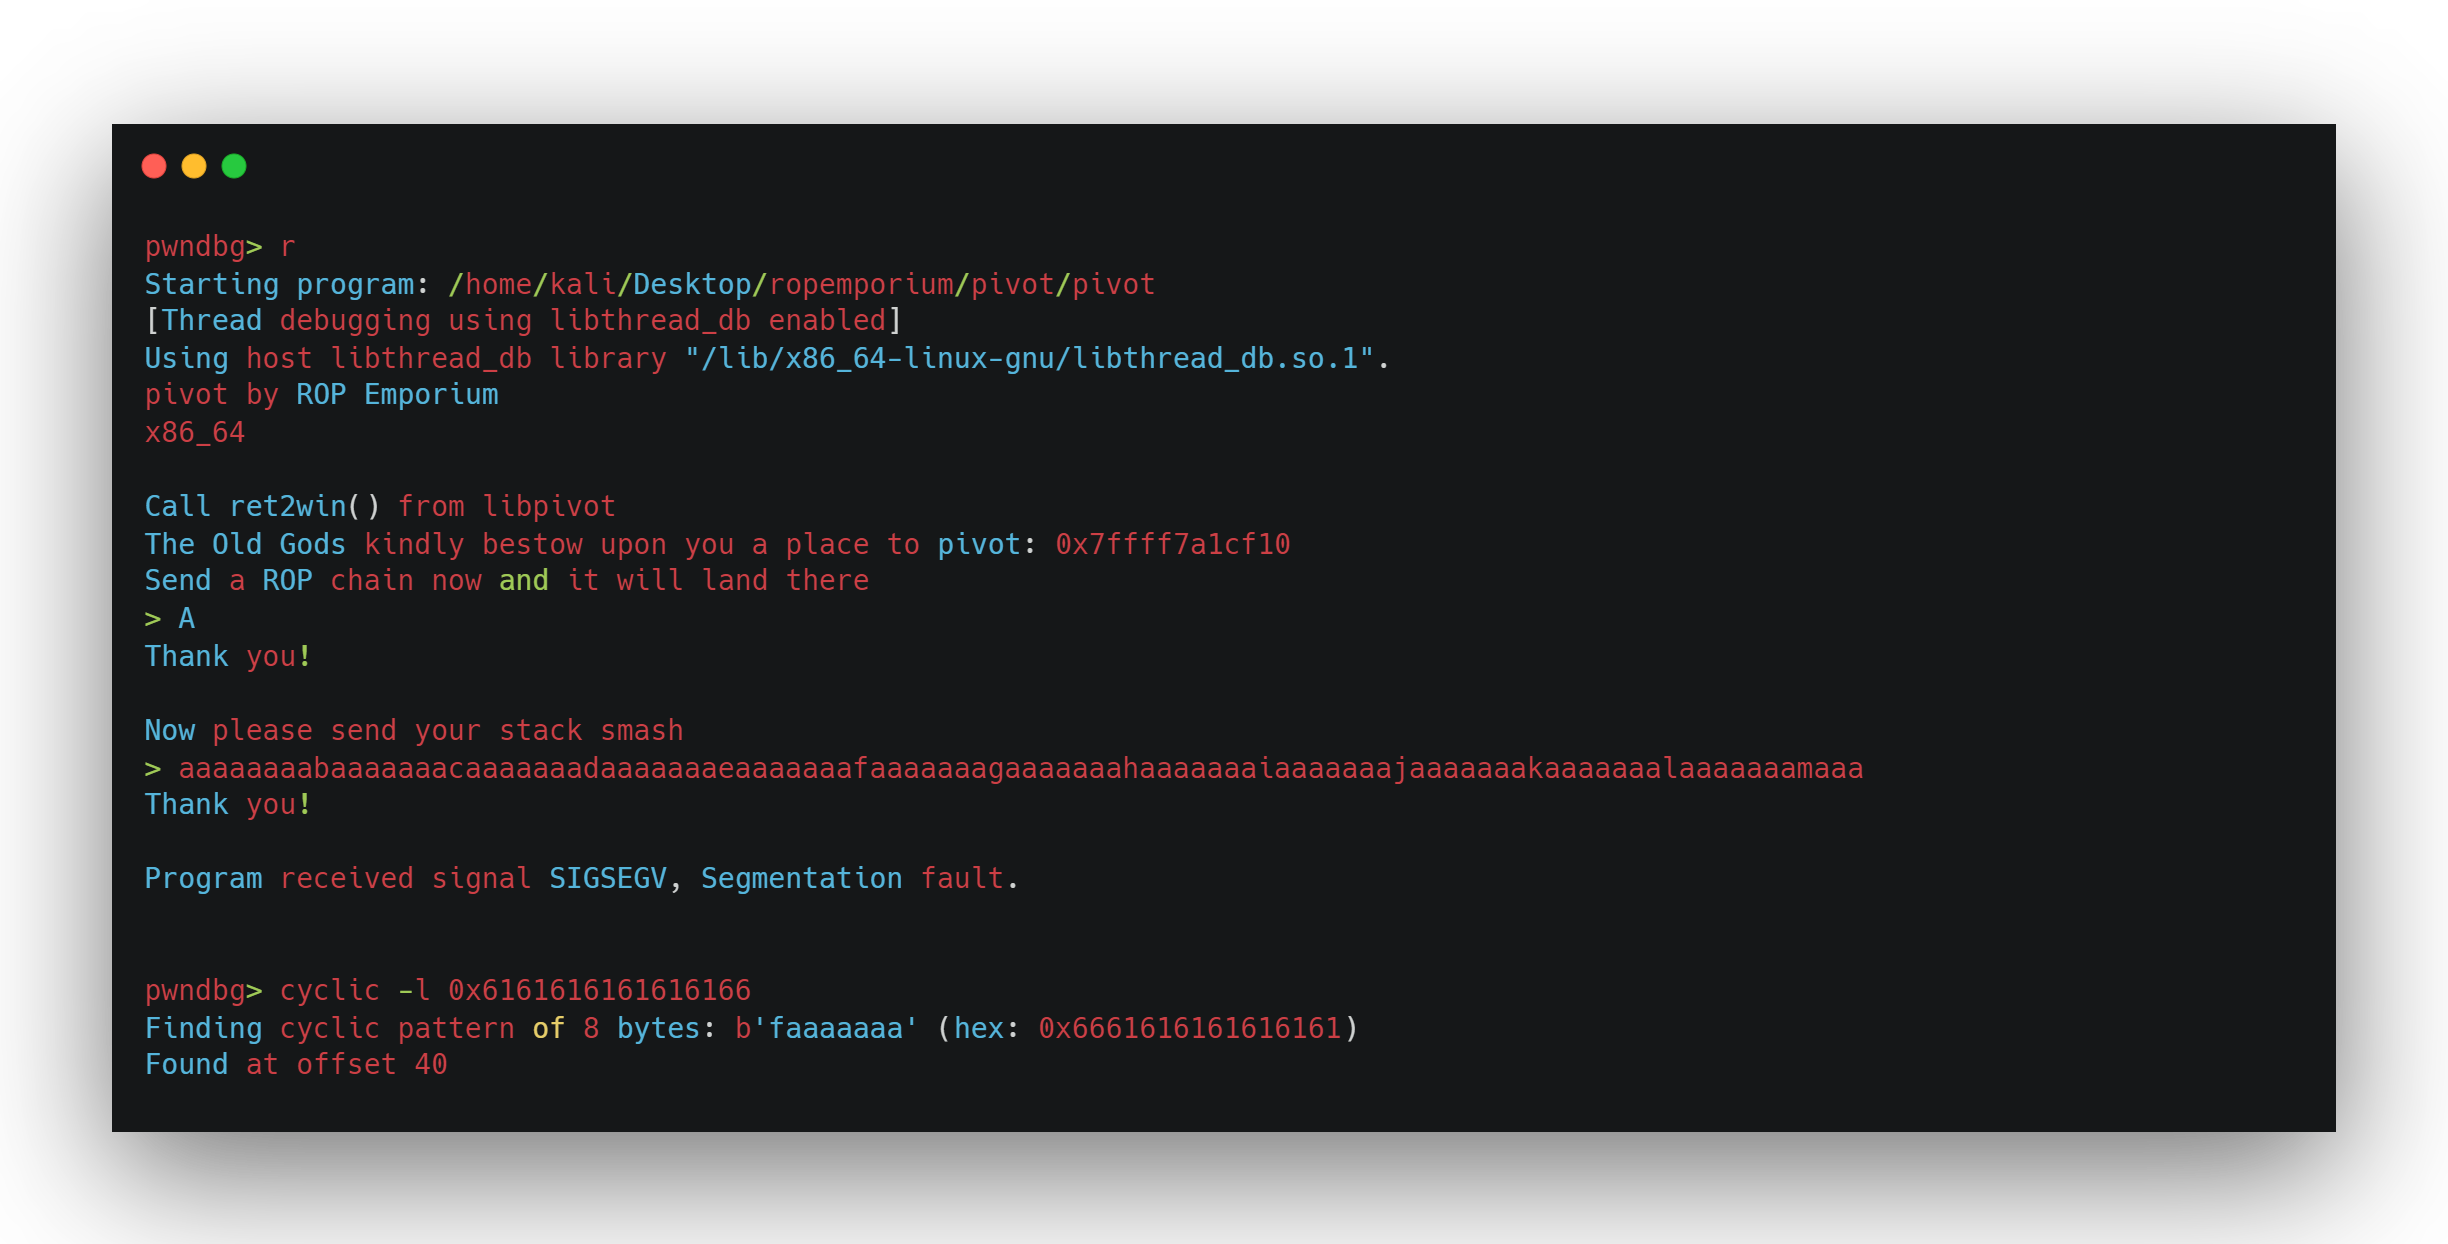 pwndbg> r
Starting program: /home/kali/Desktop/ropemporium/pivot/pivot
[Thread debugging using libthread_db enabled]
Using host libthread_db library "/lib/x86_64-linux-gnu/libthread_db.so.1".
pivot by ROP Emporium
x86_64
Call ret2win() from libpivot
The Old Gods kindly bestow upon you a place to pivot: 0x7ffff7a1cf10
Send a ROP chain now and it will land there
> A
Thank you!
Now please send your stack smash
> aaaaaaaabaaaaaaacaaaaaaadaaaaaaaeaaaaaaafaaaaaaagaaaaaaahaaaaaaaiaaaaaaajaaaaaaakaaaaaaalaaaaaaamaaa
Thank you!
Program received signal SIGSEGV, Segmentation fault.
pwndbg> cyclic -l 0x6161616161616166
Finding cyclic pattern of 8 bytes: b'faaaaaaa' (hex: 0x6661616161616161)
Found at offset 40